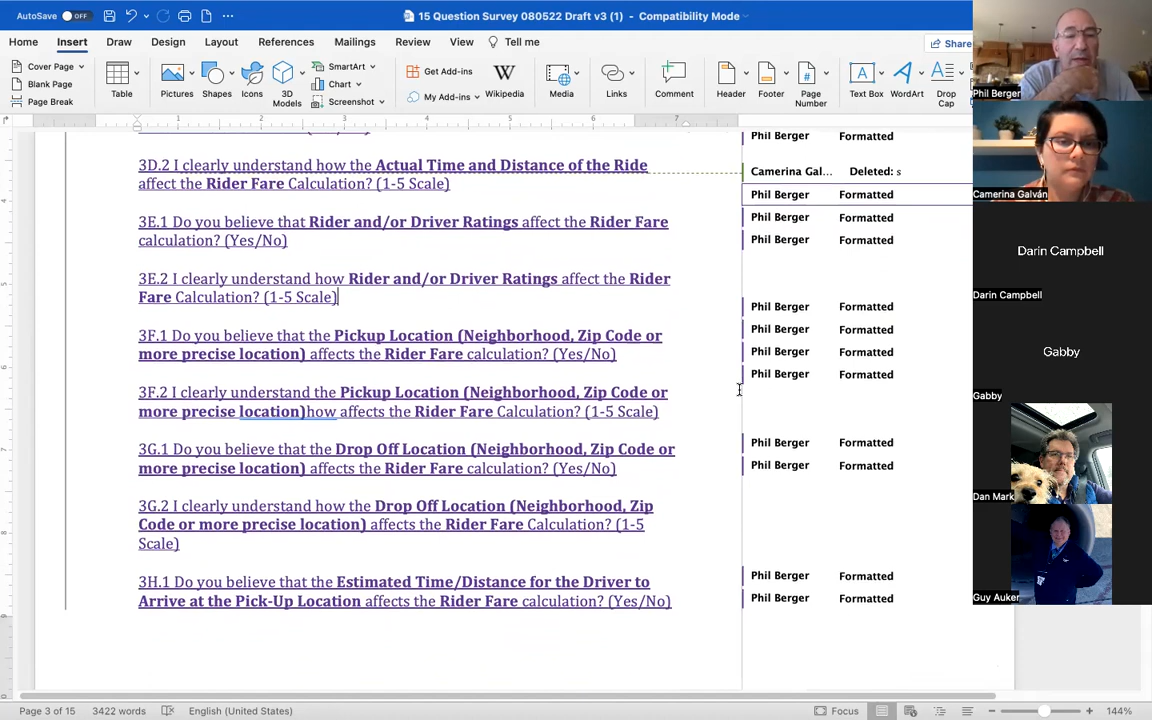 AutoSave OFF 15 Question Survey 080522 Draft v3 (1) - Compatibility Mode
Home Insert Draw Design Layout References Mailings Review View Tell me Share
Cover Page
Blank Page
Page Break
Table
Pictures
Shapes
Icons
3D
Models
SmartArt
Chart
Screenshot
Get Add-ins
My Add-ins
Wikipedia
Media
Links
Comment
Header
Footer
Page
Number
Text Box
WordArt
Drop
Cap
1 2 3 4 5 6 7
Phil Berger Formatted
3D.2 I clearly understand how the Actual Time and Distance of the Ride
affect the Rider Fare Calculation? (1-5 Scale)
Camerina Gal... Deleted: s
Phil Berger Formatted
3E.1 Do you believe that Rider and/or Driver Ratings affect the Rider Fare
calculation? (Yes/No)
Phil Berger Formatted
Phil Berger Formatted
3E.2 I clearly understand how Rider and/or Driver Ratings affect the Rider
Fare Calculation? (1-5 Scale)
Phil Berger Formatted
3F.1 Do you believe that the Pickup Location (Neighborhood, Zip Code or
more precise location) affects the Rider Fare calculation? (Yes/No)
Phil Berger Formatted
Phil Berger Formatted
Phil Berger Formatted
3F.2 I clearly understand the Pickup Location (Neighborhood, Zip Code or
more precise location)how affects the Rider Fare Calculation? (1-5 Scale)
3G.1 Do you believe that the Drop Off Location (Neighborhood, Zip Code or
more precise location) affects the Rider Fare calculation? (Yes/No)
Phil Berger Formatted
Phil Berger Formatted
3G.2 I clearly understand how the Drop Off Location (Neighborhood, Zip
Code or more precise location) affects the Rider Fare Calculation? (1-5
Scale)
3H.1 Do you believe that the Estimated Time/Distance for the Driver to
Arrive at the Pick-Up Location affects the Rider Fare calculation? (Yes/No)
Phil Berger Formatted
Phil Berger Formatted
Phil Berger
Camerina Galván
Darin Campbell
Darin Campbell
Gabby
Gabby
Dan Mark
Guy Auker
Page 3 of 15 3422 words English (United States) Focus 144%